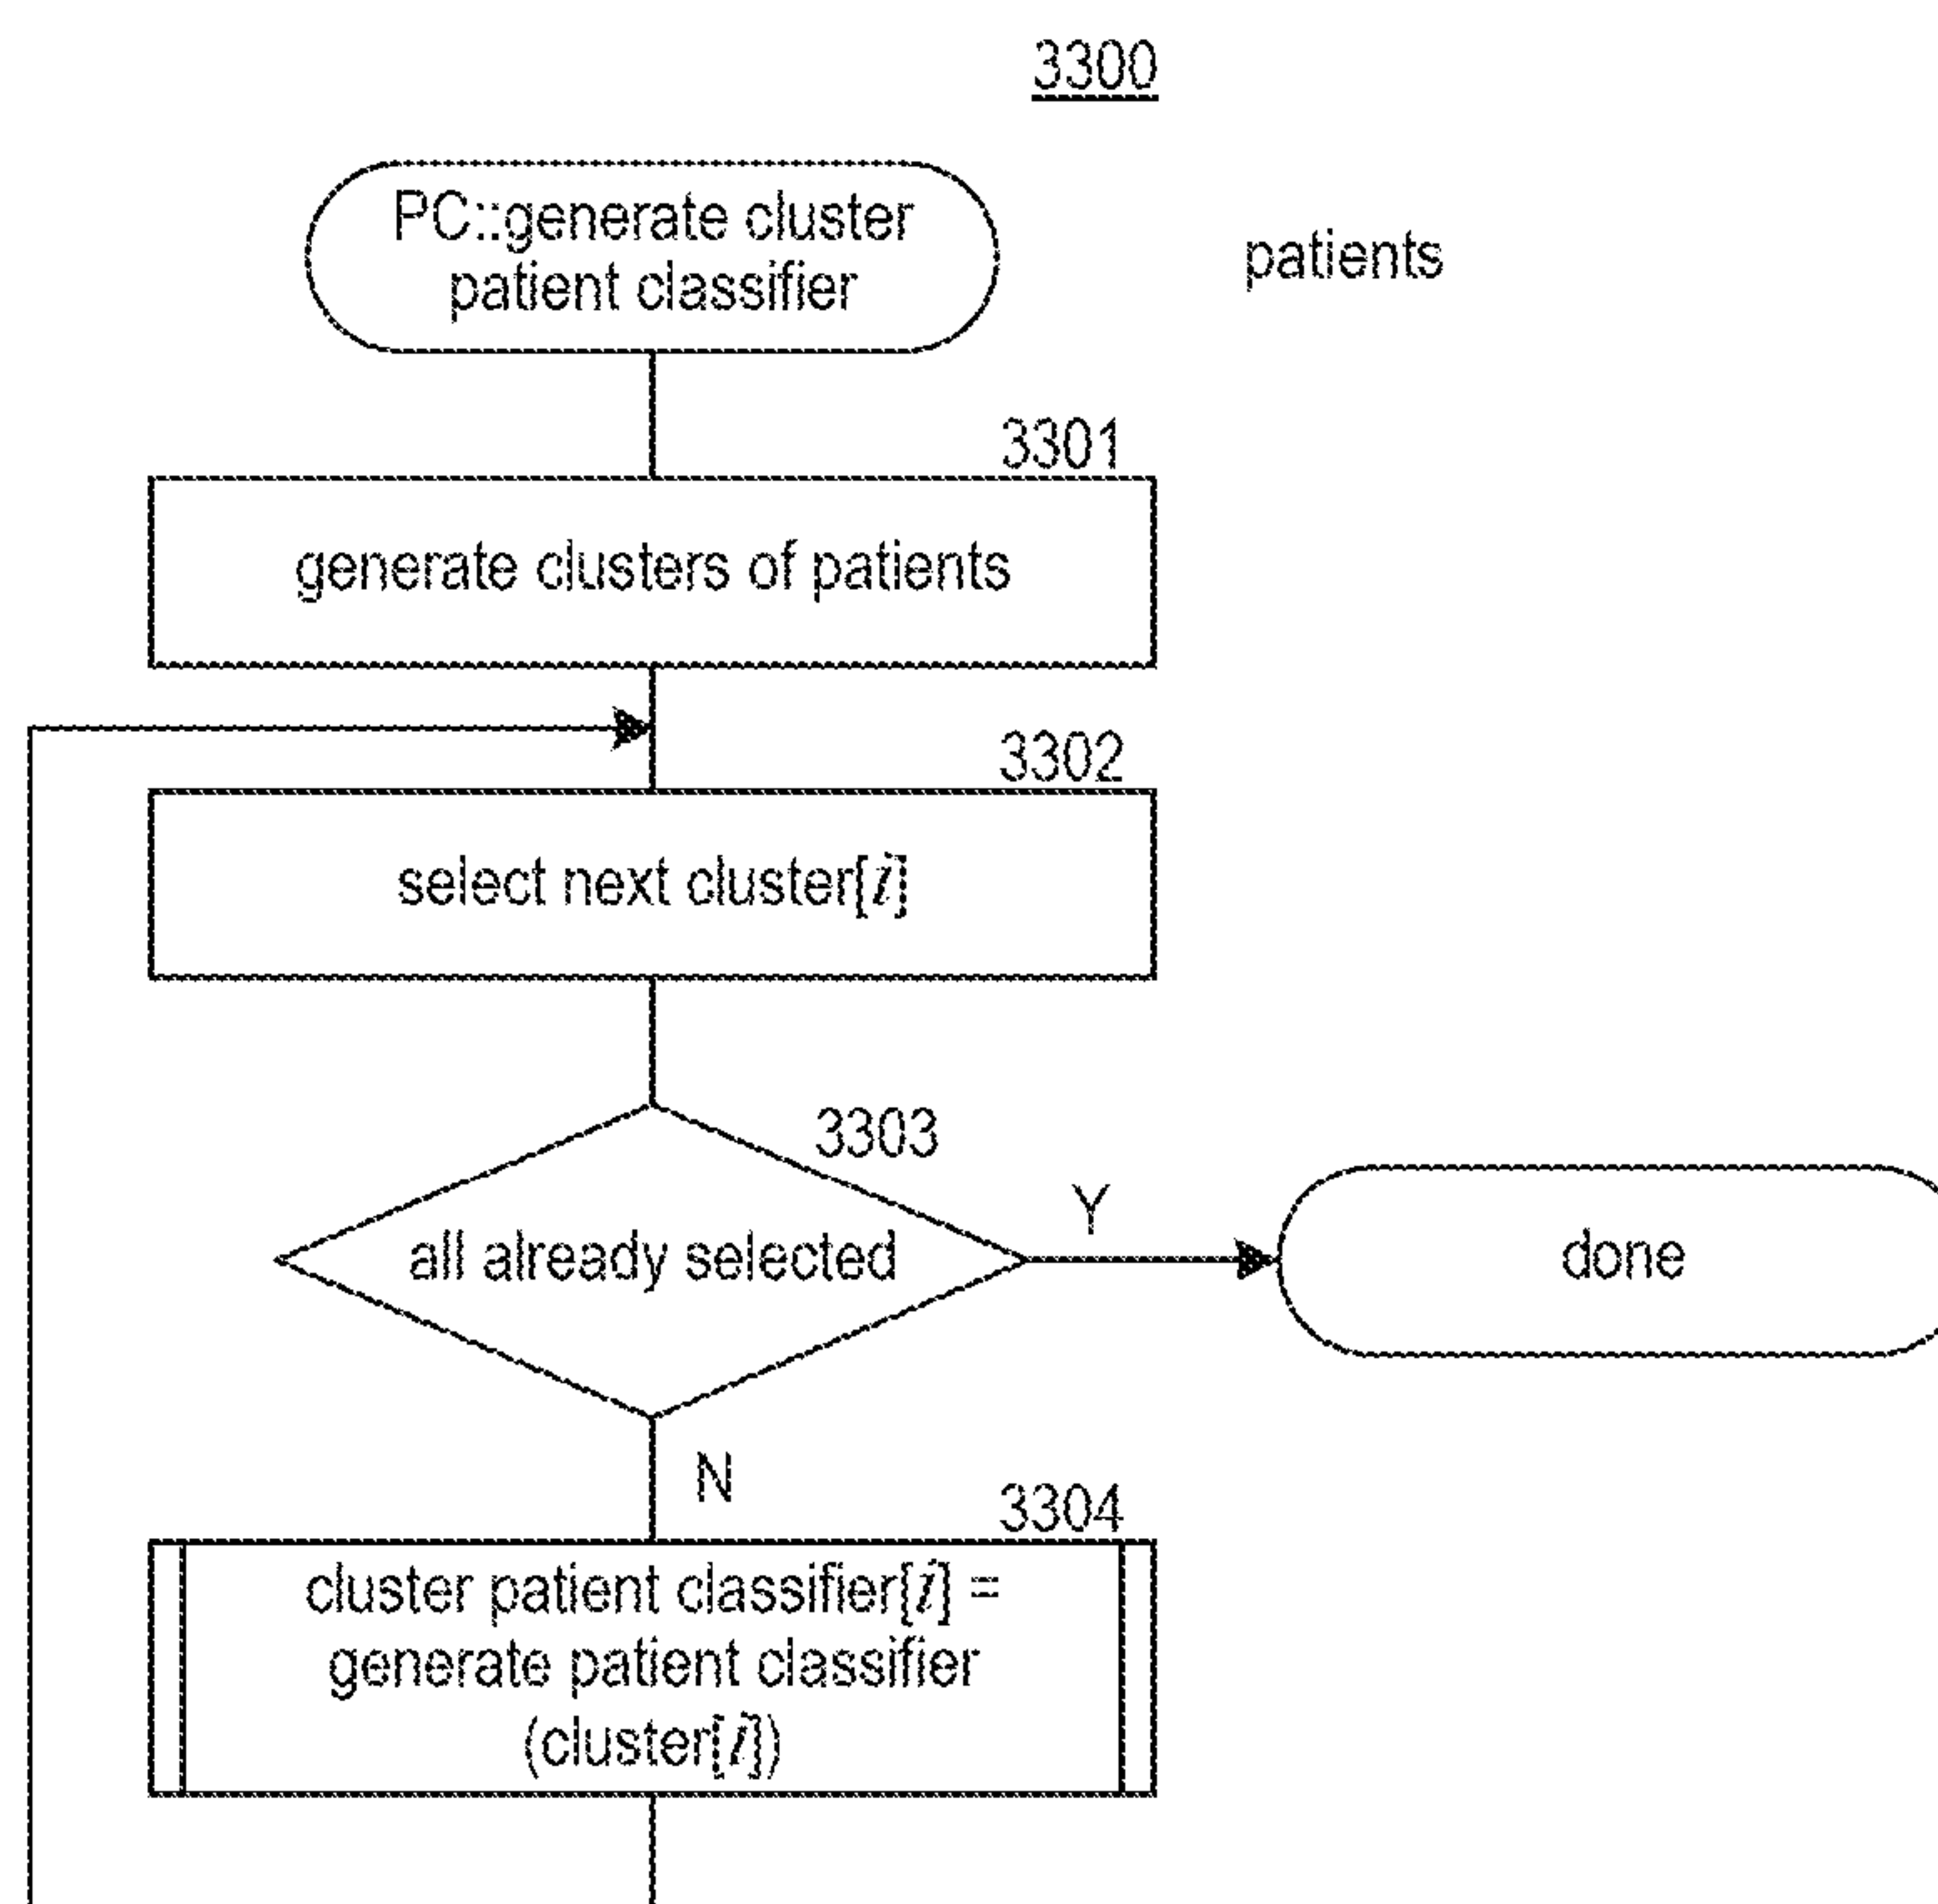 3300
PC::generate cluster
patient classifier
patients
3301
generate clusters of patients
3302
select next cluster[i]
3303
all already selected
Y
done
N
3304
cluster patient classifier[i] =
generate patient classifier
(cluster[i])